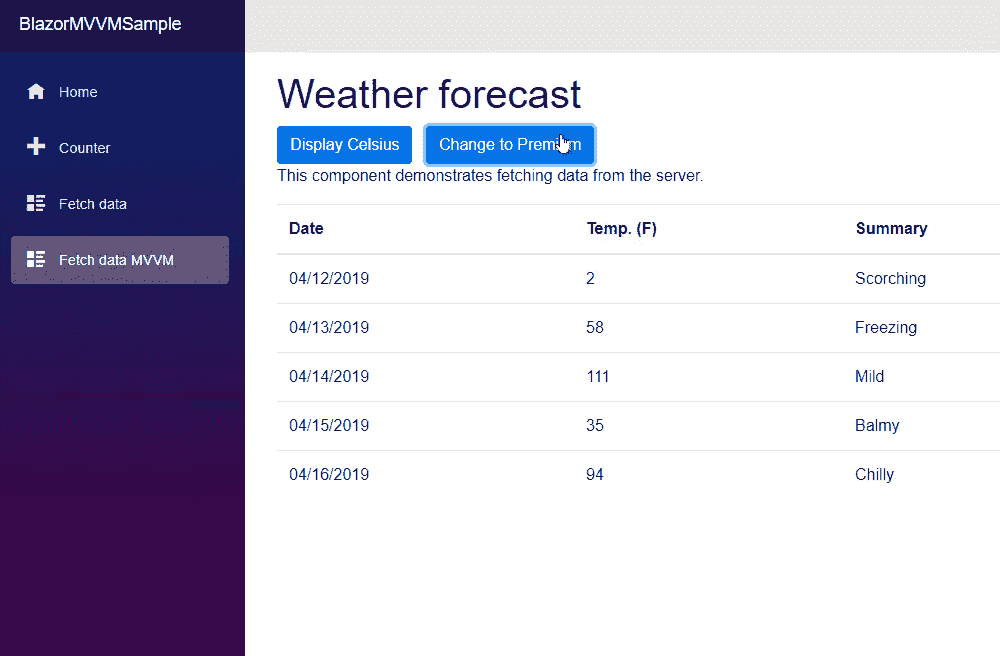 BlazorMVVMSample
Home
Counter
Fetch data
Fetch data MVVM
Weather forecast
Display Celsius Change to Premium
This component demonstrates fetching data from the server.
Date Temp. (F) Summary
04/12/2019 2 Scorching
04/13/2019 58 Freezing
04/14/2019 111 Mild
04/15/2019 35 Balmy
04/16/2019 94 Chilly